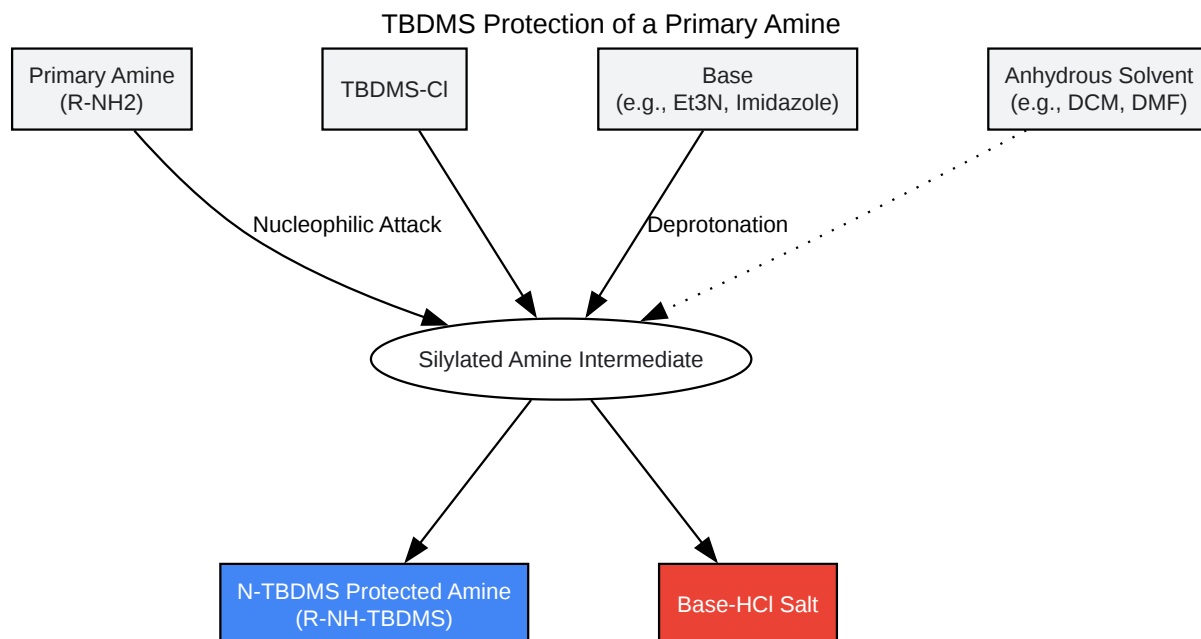 TBDMS Protection of a Primary Amine
Primary Amine
(R-NH2)
TBDMS-Cl
Base
(e.g., Et3N, Imidazole)
Anhydrous Solvent
(e.g., DCM, DMF)
Nucleophilic Attack
Deprotonation
Silylated Amine Intermediate
N-TBDMS Protected Amine
(R-NH-TBDMS)
Base-HCl Salt